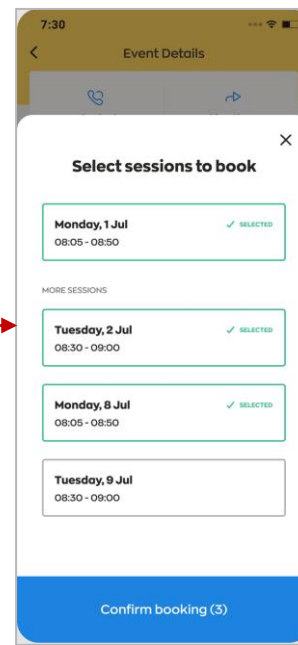 7:30
Event Details
Select sessions to book
Monday, 1 Jul
SELECTED
08:05 - 08:50
MORE SESSIONS
Tuesday, 2 Jul
SELECTED
08:30 - 09:00
Monday, 8 Jul
SELECTED
08:05 - 08:50
Tuesday, 9 Jul
08:30 - 09:00
Confirm booking (3)